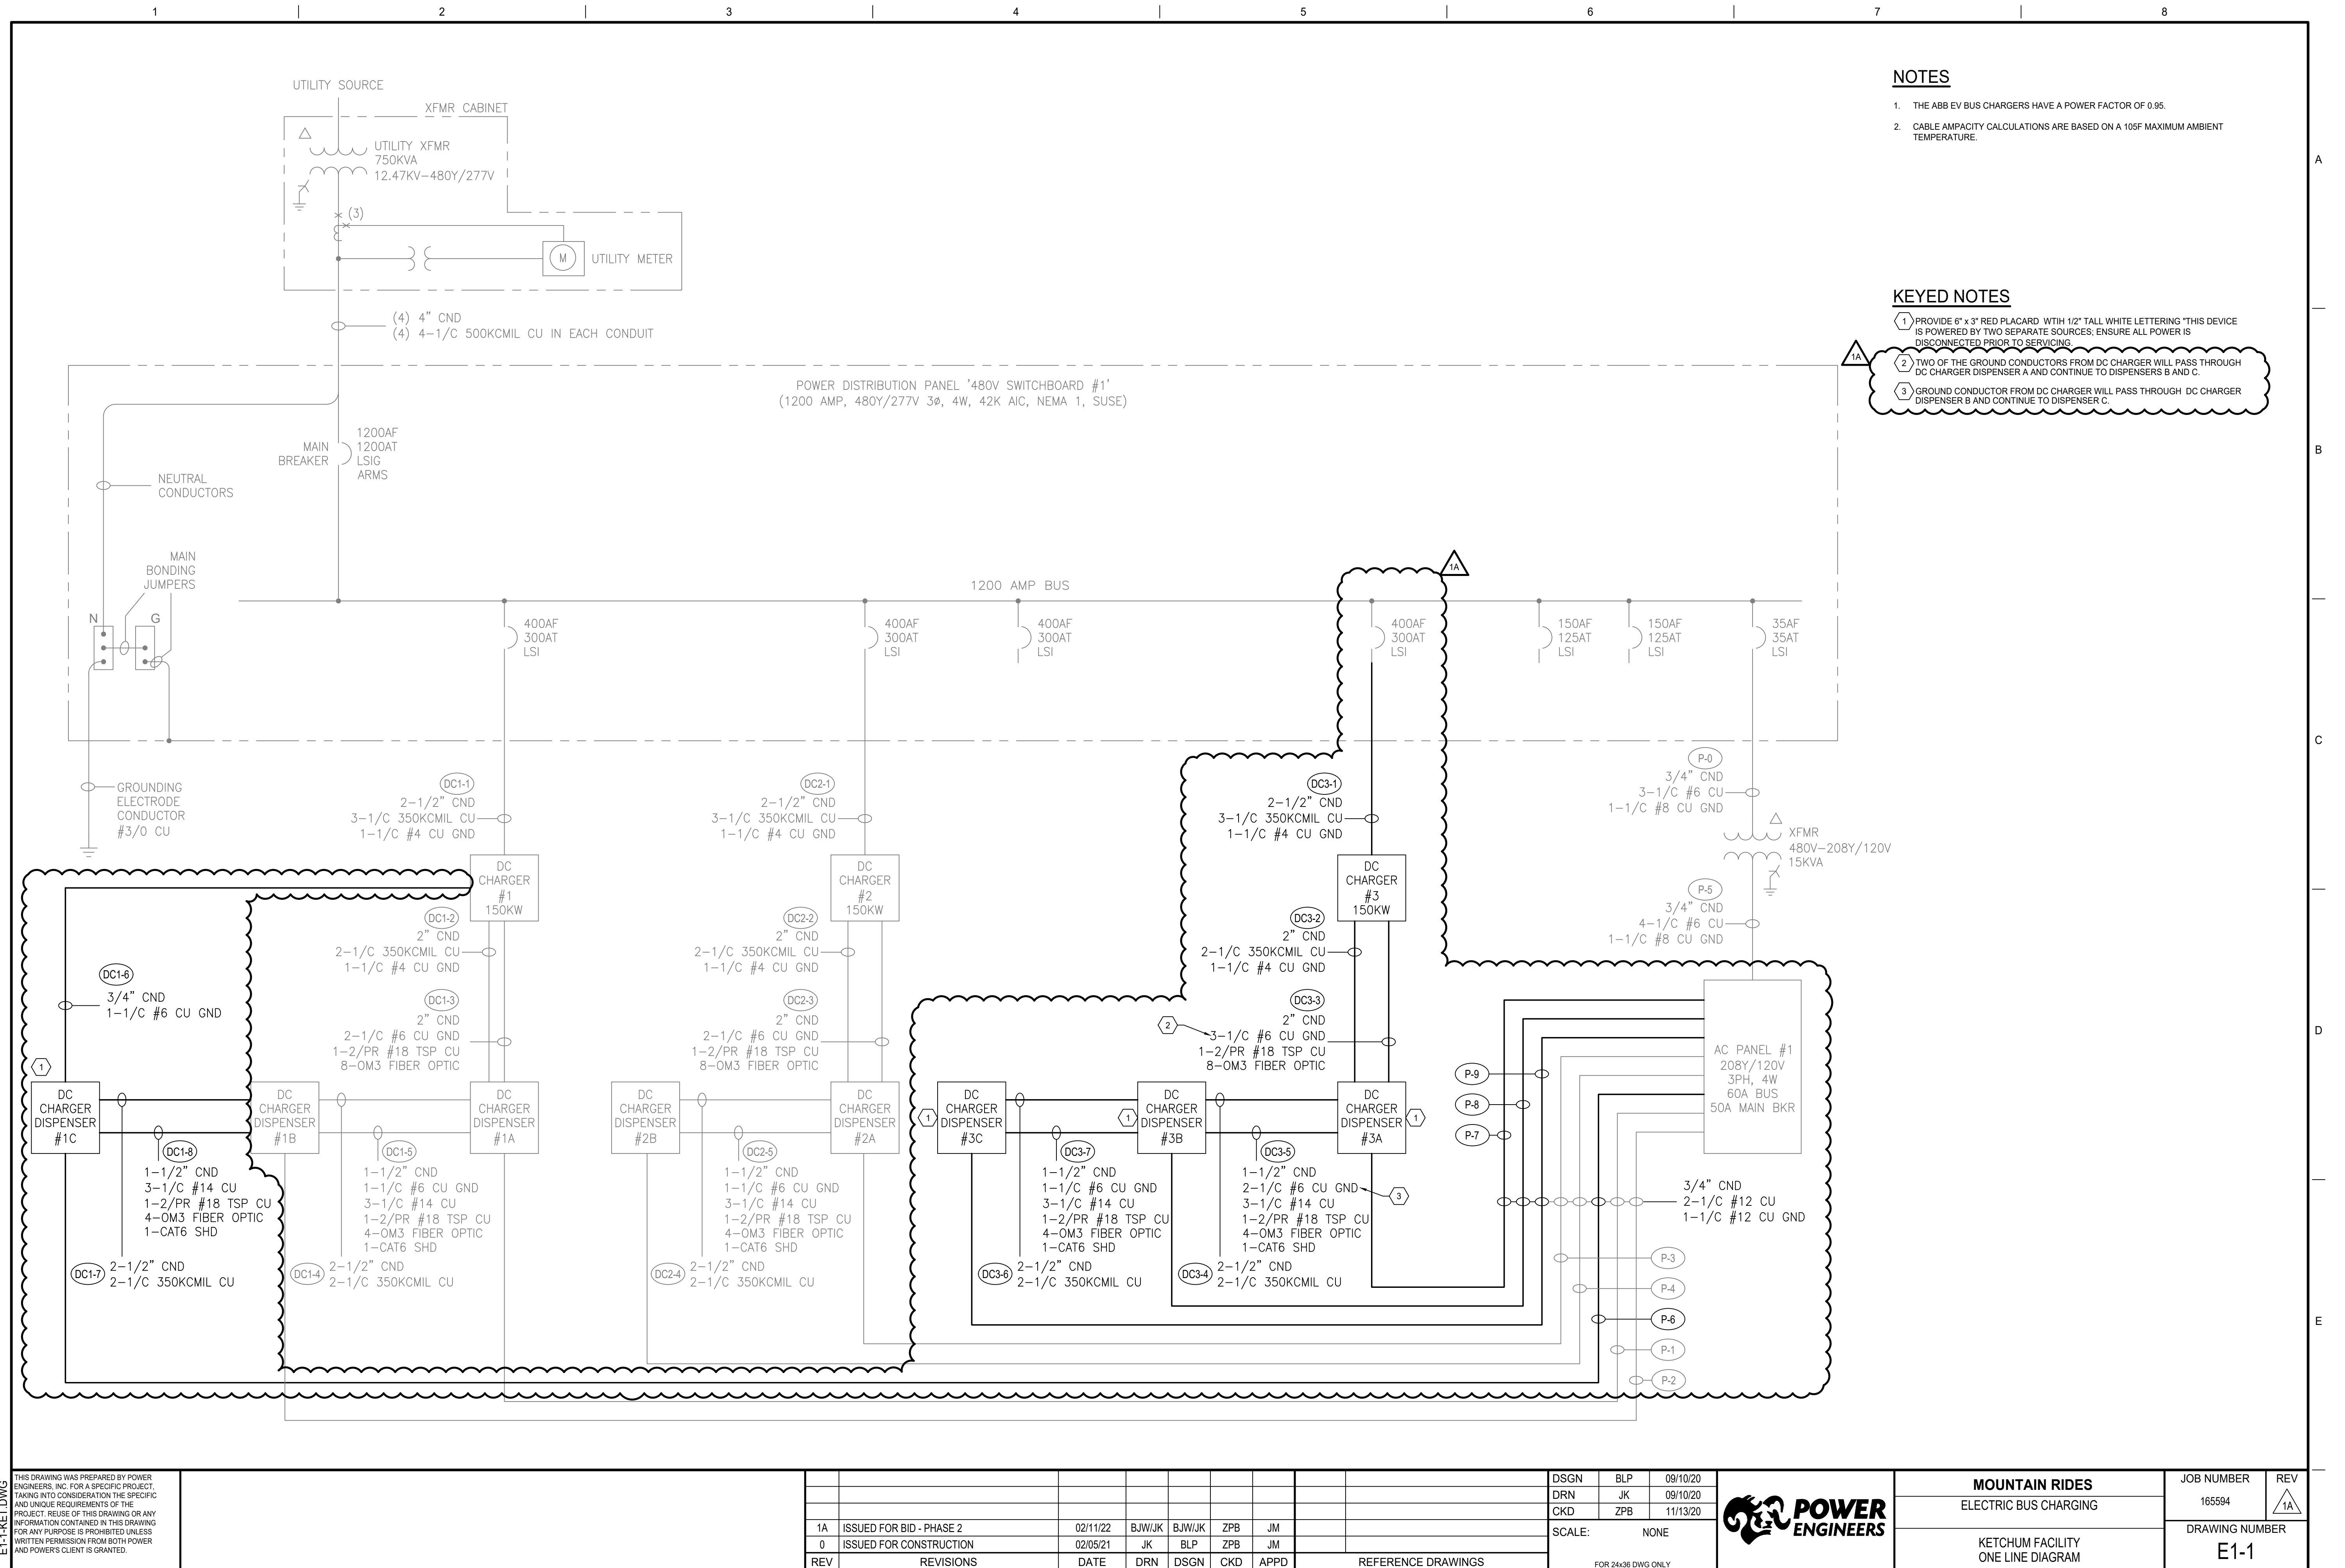 1 2 3 4 5 6 7 8
UTILITY SOURCE
XFMR CABINET
UTILITY XFMR
750KVA
12.47KV-480Y/277V
(3)
M
UTILITY METER
(4) 4" CND
(4) 4-1/C 500KCMIL CU IN EACH CONDUIT
NOTES
1. THE ABB EV BUS CHARGERS HAVE A POWER FACTOR OF 0.95.
2. CABLE AMPACITY CALCULATIONS ARE BASED ON A 105F MAXIMUM AMBIENT
TEMPERATURE.
A
KEYED NOTES
1 PROVIDE 6" x 3" RED PLACARD WTIH 1/2" TALL WHITE LETTERING "THIS DEVICE
IS POWERED BY TWO SEPARATE SOURCES; ENSURE ALL POWER IS
DISCONNECTED PRIOR TO SERVICING.
1A
2 TWO OF THE GROUND CONDUCTORS FROM DC CHARGER WILL PASS THROUGH
DC CHARGER DISPENSER A AND CONTINUE TO DISPENSERS B AND C.
3 GROUND CONDUCTOR FROM DC CHARGER WILL PASS THROUGH DC CHARGER
DISPENSER B AND CONTINUE TO DISPENSER C.
POWER DISTRIBUTION PANEL '480V SWITCHBOARD #1'
(1200 AMP, 480Y/277V 3ø, 4W, 42K AIC, NEMA 1, SUSE)
MAIN
BREAKER
1200AF
1200AT
LSIG
ARMS
B
NEUTRAL
CONDUCTORS
MAIN
BONDING
JUMPERS
N
G
1200 AMP BUS
1A
400AF
300AT
LSI
400AF
300AT
LSI
400AF
300AT
LSI
400AF
300AT
LSI
150AF
125AT
LSI
150AF
125AT
LSI
35AF
35AT
LSI
C
GROUNDING
ELECTRODE
CONDUCTOR
#3/0 CU
DC1-1
2-1/2" CND
3-1/C 350KCMIL CU
1-1/C #4 CU GND
DC2-1
2-1/2" CND
3-1/C 350KCMIL CU
1-1/C #4 CU GND
DC3-1
2-1/2" CND
3-1/C 350KCMIL CU
1-1/C #4 CU GND
P-0
3/4" CND
3-1/C #6 CU
1-1/C #8 CU GND
XFMR
480V-208Y/120V
15KVA
P-5
3/4" CND
4-1/C #6 CU
1-1/C #8 CU GND
DC
CHARGER
#1
150KW
DC
CHARGER
#2
150KW
DC
CHARGER
#3
150KW
DC1-2
2" CND
2-1/C 350KCMIL CU
1-1/C #4 CU GND
DC2-2
2" CND
2-1/C 350KCMIL CU
1-1/C #4 CU GND
DC3-2
2" CND
2-1/C 350KCMIL CU
1-1/C #4 CU GND
DC1-6
3/4" CND
1-1/C #6 CU GND
DC1-3
2" CND
2-1/C #6 CU GND
1-2/PR #18 TSP CU
8-OM3 FIBER OPTIC
DC2-3
2" CND
2-1/C #6 CU GND
1-2/PR #18 TSP CU
8-OM3 FIBER OPTIC
DC3-3
2" CND
2
3-1/C #6 CU GND
1-2/PR #18 TSP CU
8-OM3 FIBER OPTIC
D
AC PANEL #1
208Y/120V
3PH, 4W
60A BUS
50A MAIN BKR
P-9
P-8
P-7
1
DC
CHARGER
DISPENSER
#1C
DC
CHARGER
DISPENSER
#1B
DC
CHARGER
DISPENSER
#1A
DC
CHARGER
DISPENSER
#2B
DC
CHARGER
DISPENSER
#2A
1
DC
CHARGER
DISPENSER
#3C
1
DC
CHARGER
DISPENSER
#3B
DC
CHARGER
DISPENSER
#3A
1
DC1-8
1-1/2" CND
3-1/C #14 CU
1-2/PR #18 TSP CU
4-OM3 FIBER OPTIC
1-CAT6 SHD
DC1-5
1-1/2" CND
1-1/C #6 CU GND
3-1/C #14 CU
1-2/PR #18 TSP CU
4-OM3 FIBER OPTIC
1-CAT6 SHD
DC2-5
1-1/2" CND
1-1/C #6 CU GND
3-1/C #14 CU
1-2/PR #18 TSP CU
4-OM3 FIBER OPTIC
1-CAT6 SHD
DC3-7
1-1/2" CND
1-1/C #6 CU GND
3-1/C #14 CU
1-2/PR #18 TSP CU
4-OM3 FIBER OPTIC
1-CAT6 SHD
DC3-5
1-1/2" CND
2-1/C #6 CU GND
3
3-1/C #14 CU
1-2/PR #18 TSP CU
4-OM3 FIBER OPTIC
1-CAT6 SHD
3/4" CND
2-1/C #12 CU
1-1/C #12 CU GND
DC1-7
2-1/2" CND
2-1/C 350KCMIL CU
DC1-4
2-1/2" CND
2-1/C 350KCMIL CU
DC2-4
2-1/2" CND
2-1/C 350KCMIL CU
DC3-6
2-1/2" CND
2-1/C 350KCMIL CU
DC3-4
2-1/2" CND
2-1/C 350KCMIL CU
P-3
P-4
P-6
P-1
P-2
E
E1-1-KET.DWG
THIS DRAWING WAS PREPARED BY POWER
ENGINEERS, INC. FOR A SPECIFIC PROJECT,
TAKING INTO CONSIDERATION THE SPECIFIC
AND UNIQUE REQUIREMENTS OF THE
PROJECT. REUSE OF THIS DRAWING OR ANY
INFORMATION CONTAINED IN THIS DRAWING
FOR ANY PURPOSE IS PROHIBITED UNLESS
WRITTEN PERMISSION FROM BOTH POWER
AND POWER'S CLIENT IS GRANTED.
1A ISSUED FOR BID - PHASE 2 02/11/22 BJW/JK BJW/JK ZPB JM
0 ISSUED FOR CONSTRUCTION 02/05/21 JK BLP ZPB JM
REV REVISIONS DATE DRN DSGN CKD APPD REFERENCE DRAWINGS
DSGN BLP 09/10/20
DRN JK 09/10/20
CKD ZPB 11/13/20
SCALE: NONE
FOR 24x36 DWG ONLY
POWER
ENGINEERS
MOUNTAIN RIDES
ELECTRIC BUS CHARGING
KETCHUM FACILITY
ONE LINE DIAGRAM
JOB NUMBER
165594
REV
1A
DRAWING NUMBER
E1-1